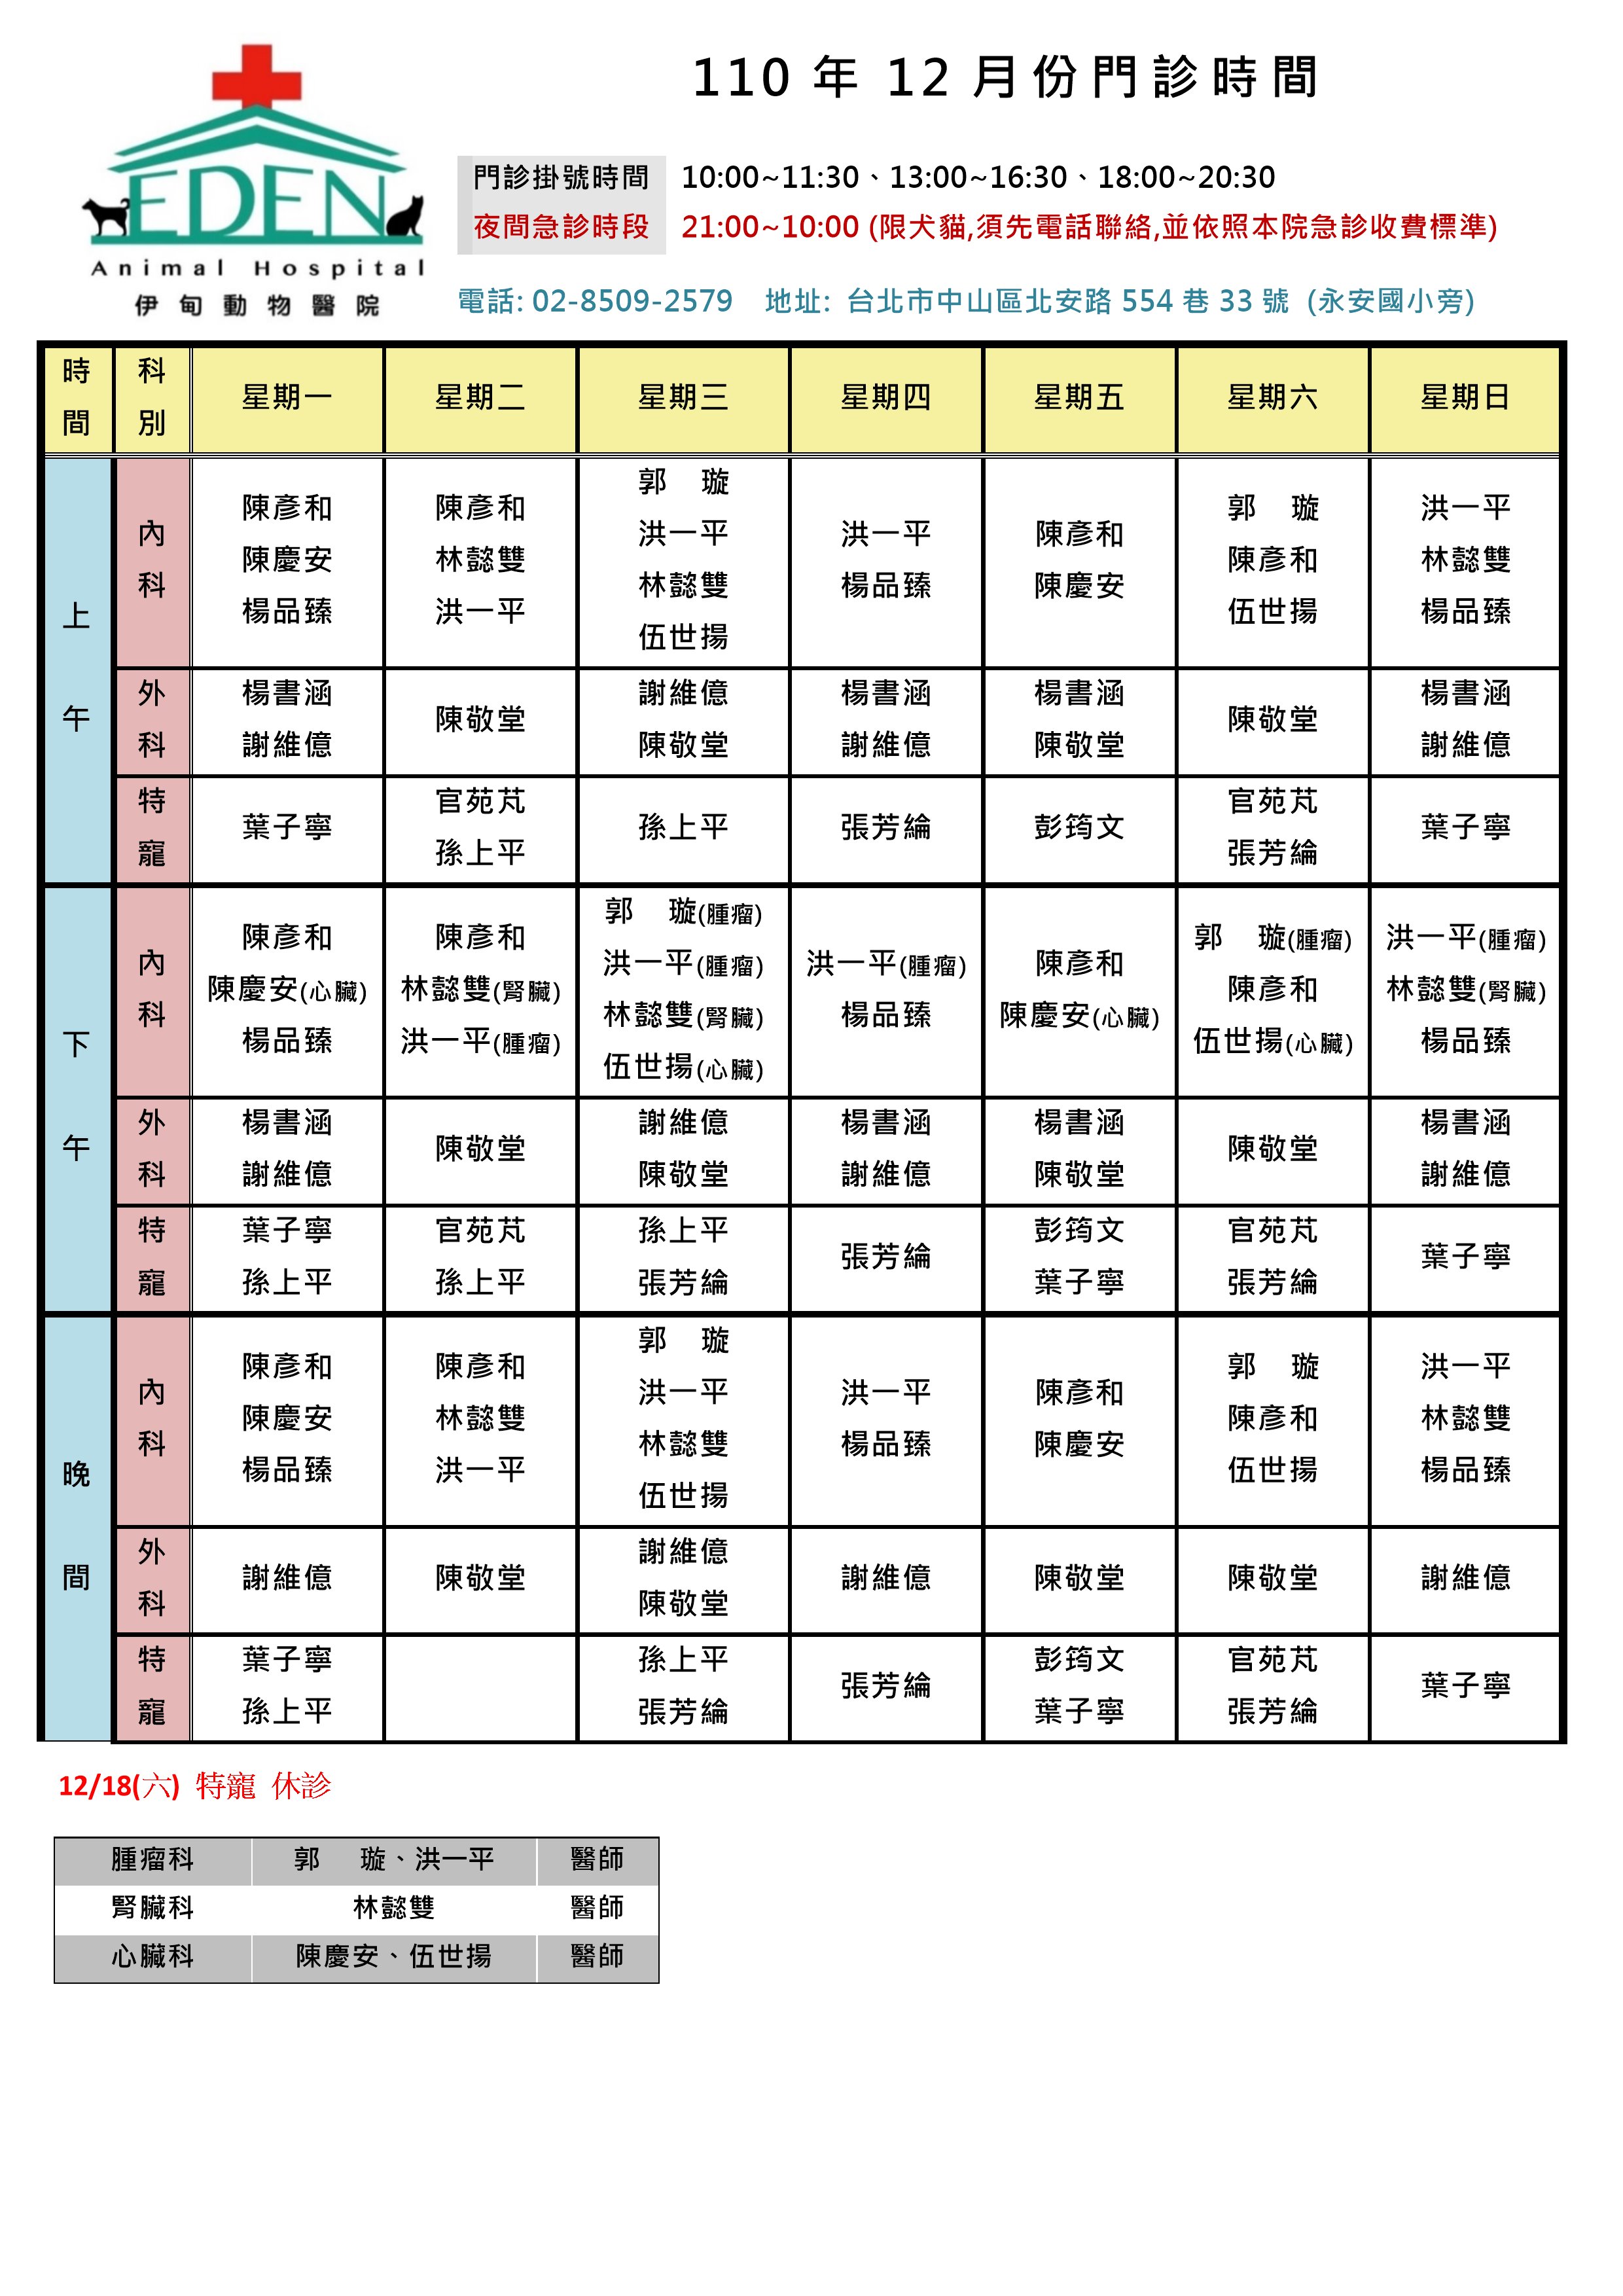 110 年 12 月份門診時間
EDEN
Animal Hospital
伊甸動物醫院
門診掛號時間 10:00~11:30、13:00~16:30、18:00~20:30
夜間急診時段 21:00~10:00 (限犬貓,須先電話聯絡,並依照本院急診收費標準)
電話: 02-8509-2579 地址: 台北市中山區北安路 554 巷 33 號 (永安國小旁)
時間 科別 星期一 星期二 星期三 星期四 星期五 星期六 星期日
上午
內科
陳彥和
陳慶安
楊品臻
陳彥和
林懿雙
洪一平
郭 璇
洪一平
林懿雙
伍世揚
洪一平
楊品臻
陳彥和
陳慶安
郭 璇
陳彥和
伍世揚
洪一平
林懿雙
楊品臻
外科
楊書涵
謝維億
陳敬堂
謝維億
陳敬堂
楊書涵
謝維億
楊書涵
陳敬堂
陳敬堂
楊書涵
謝維億
特寵
葉子寧
官苑芃
孫上平
孫上平
張芳綸
彭筠文
官苑芃
張芳綸
葉子寧
下午
內科
陳彥和
陳慶安(心臟)
楊品臻
陳彥和
林懿雙(腎臟)
洪一平(腫瘤)
郭 璇(腫瘤)
洪一平(腫瘤)
林懿雙(腎臟)
伍世揚(心臟)
洪一平(腫瘤)
楊品臻
陳彥和
陳慶安(心臟)
郭 璇(腫瘤)
陳彥和
伍世揚(心臟)
洪一平(腫瘤)
林懿雙(腎臟)
楊品臻
外科
楊書涵
謝維億
陳敬堂
謝維億
陳敬堂
楊書涵
謝維億
楊書涵
陳敬堂
陳敬堂
楊書涵
謝維億
特寵
葉子寧
孫上平
官苑芃
孫上平
孫上平
張芳綸
張芳綸
彭筠文
葉子寧
官苑芃
張芳綸
葉子寧
晚間
內科
陳彥和
陳慶安
楊品臻
陳彥和
林懿雙
洪一平
郭 璇
洪一平
林懿雙
伍世揚
洪一平
楊品臻
陳彥和
陳慶安
郭 璇
陳彥和
伍世揚
洪一平
林懿雙
楊品臻
外科
謝維億
陳敬堂
謝維億
陳敬堂
謝維億
陳敬堂
陳敬堂
謝維億
特寵
葉子寧
孫上平
孫上平
張芳綸
張芳綸
彭筠文
葉子寧
官苑芃
張芳綸
葉子寧
12/18(六) 特寵 休診
腫瘤科 郭 璇、洪一平 醫師
腎臟科 林懿雙 醫師
心臟科 陳慶安、伍世揚 醫師